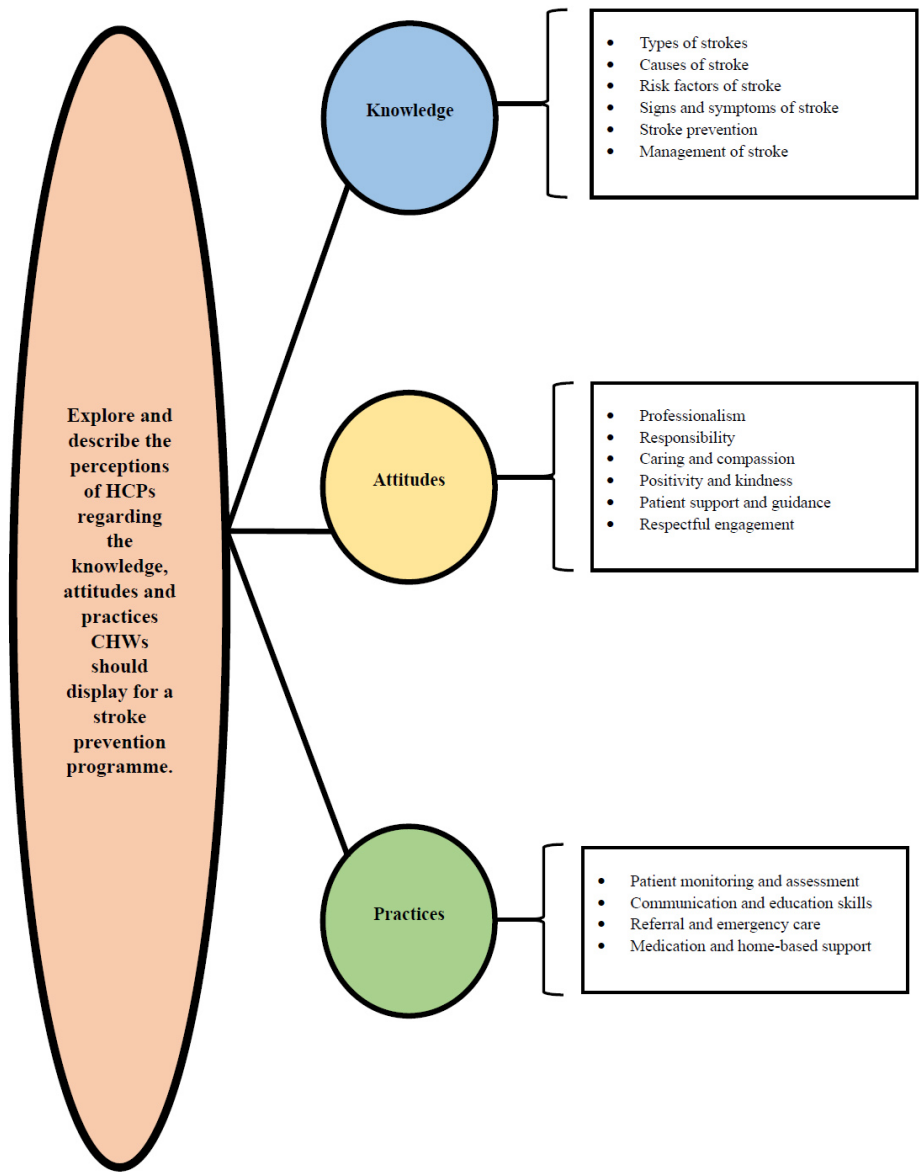 Explore and
describe the
perceptions
of HCPs
regarding
the
knowledge,
attitudes and
practices
CHWs
should
display for a
stroke
prevention
programme.
Knowledge
• Types of strokes
• Causes of stroke
• Risk factors of stroke
• Signs and symptoms of stroke
• Stroke prevention
• Management of stroke
Attitudes
• Professionalism
• Responsibility
• Caring and compassion
• Positivity and kindness
• Patient support and guidance
• Respectful engagement
Practices
• Patient monitoring and assessment
• Communication and education skills
• Referral and emergency care
• Medication and home-based support